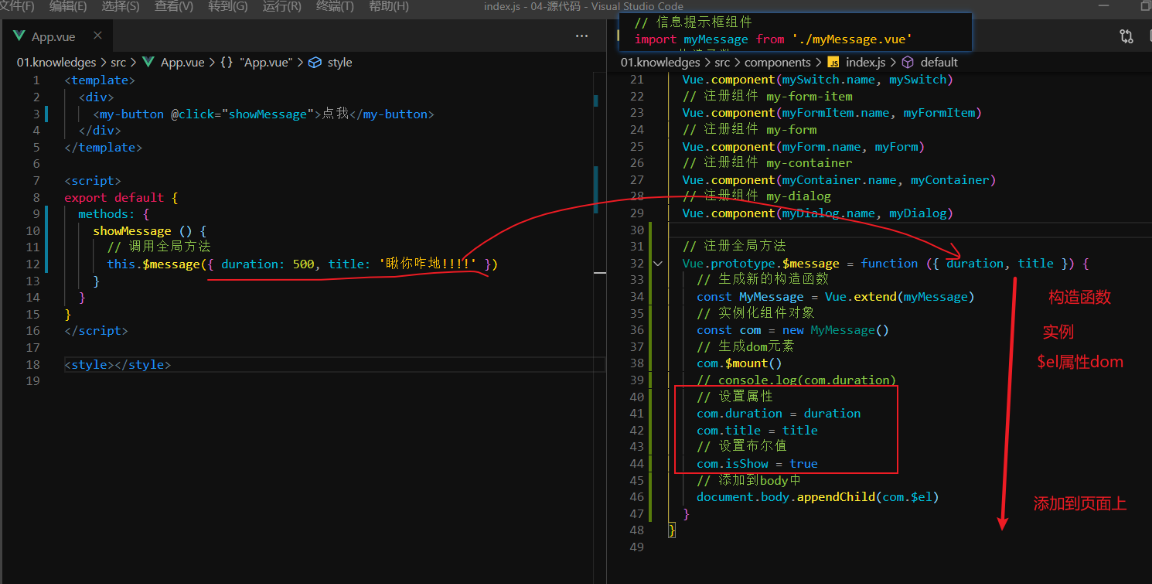 文件(F) 编辑(E) 选择(S) 查看(V) 转到(G) 运行(R) 终端(T) 帮助(H) index.js - 04-源代码 - Visual Studio Code
App.vue ×
01.knowledges > src > App.vue > {} "App.vue" > style
1 <template>
2 <div>
3 <my-button @click="showMessage">点我</my-button>
4 </div>
5 </template>
6
7 <script>
8 export default {
9 methods: {
10 showMessage () {
11 // 调用全局方法
12 this.$message({ duration: 500, title: '瞅你咋地!!!!' })
13 }
14 }
15 }
16 </script>
17
18 <style></style>
19
// 信息提示框组件
import myMessage from './myMessage.vue'
01.knowledges > src > components > index.js > default
21 Vue.component(mySwitch.name, mySwitch)
22 // 注册组件 my-form-item
23 Vue.component(myFormItem.name, myFormItem)
24 // 注册组件 my-form
25 Vue.component(myForm.name, myForm)
26 // 注册组件 my-container
27 Vue.component(myContainer.name, myContainer)
28 // 注册组件 my-dialog
29 Vue.component(myDialog.name, myDialog)
30
31 // 注册全局方法
32 Vue.prototype.$message = function ({ duration, title }) {
33 // 生成新的构造函数
34 const MyMessage = Vue.extend(myMessage)
35 // 实例化组件对象
36 const com = new MyMessage()
37 // 生成dom元素
38 com.$mount()
39 // console.log(com.duration)
40 // 设置属性
41 com.duration = duration
42 com.title = title
43 // 设置布尔值
44 com.isShow = true
45 // 添加到body中
46 document.body.appendChild(com.$el)
47 }
48 }
49
构造函数
实例
$el属性dom
添加到页面上